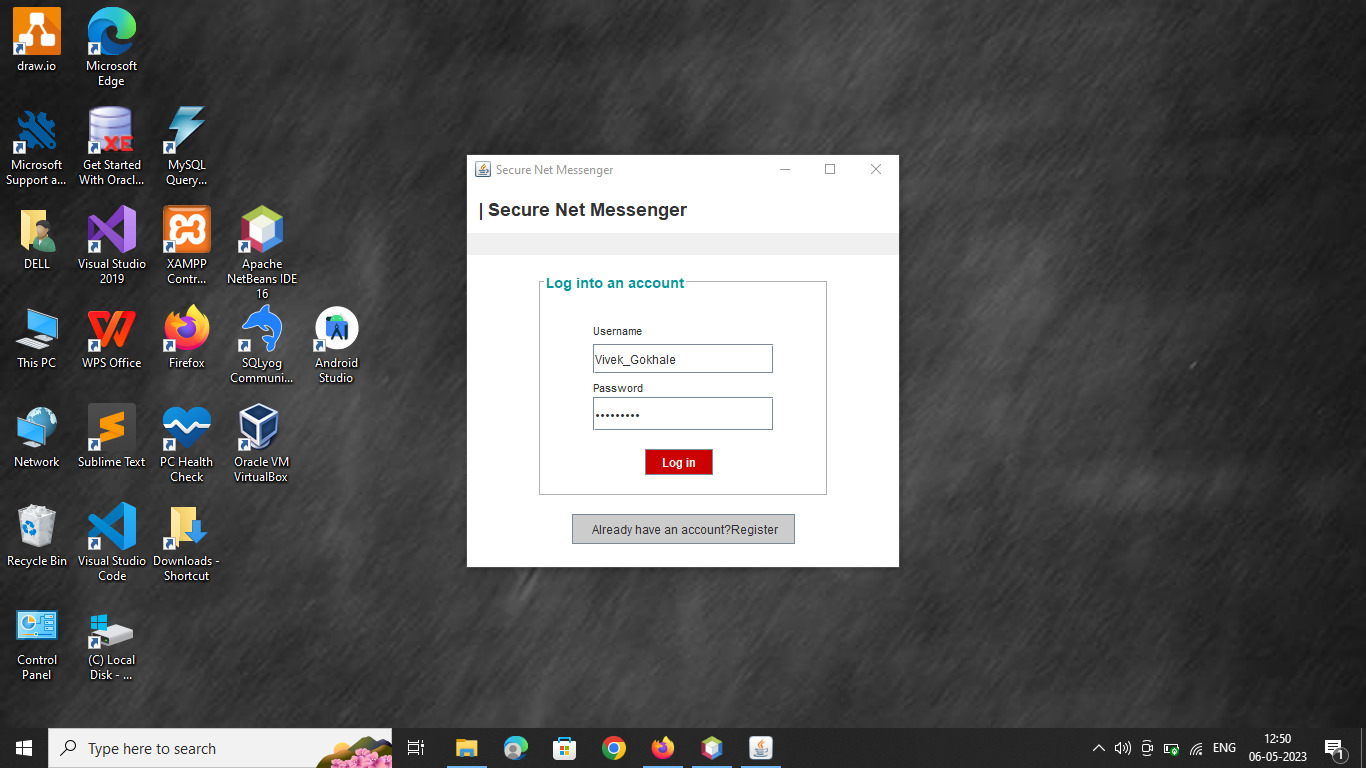 draw.io
Microsoft
Edge
Microsoft
Support a...
Get Started
With Oracl...
XE
MySQL
Query...
DELL
Visual Studio
2019
XAMPP
Contr...
Apache
NetBeans IDE
16
This PC
WPS Office
Firefox
SQLyog
Communi...
Android
Studio
Network
Sublime Text
PC Health
Check
Oracle VM
VirtualBox
Recycle Bin
Visual Studio
Code
Downloads -
Shortcut
Control
Panel
(C) Local
Disk - ...
Secure Net Messenger
| Secure Net Messenger
Log into an account
Username
Vivek_Gokhale
Password
•••••••••
Log in
Already have an account?Register
Type here to search
ENG
12:50
06-05-2023
1